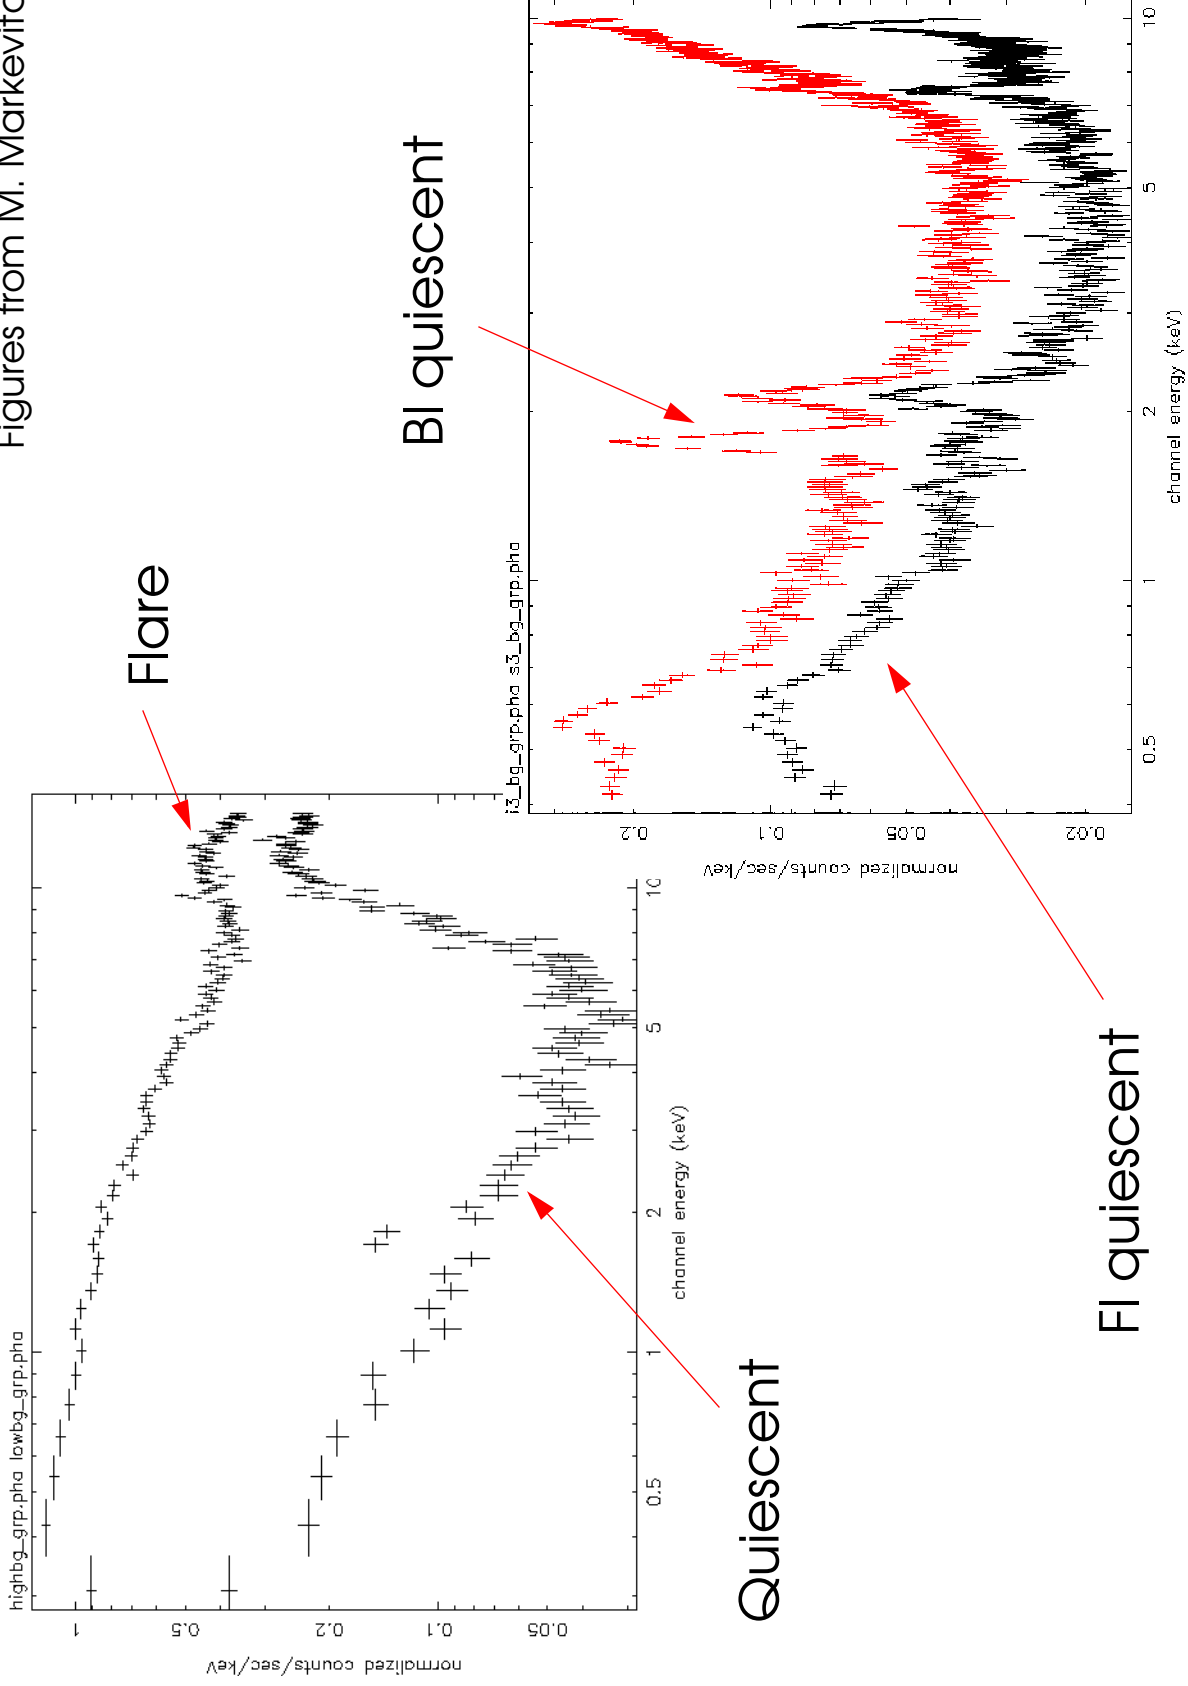 Figures from M. Markevitc
highbg_grp.pha lowbg_grp.pha
Flare
Quiescent
normalized counts/sec/keV
1
0.5
0.2
0.1
0.05
0.5
1
2
5
10
channel energy (keV)
i3_bg_grp.pha s3_bg_grp.pha
BI quiescent
FI quiescent
normalized counts/sec/keV
0.2
0.1
0.05
0.02
0.5
1
2
5
10
channel energy (keV)